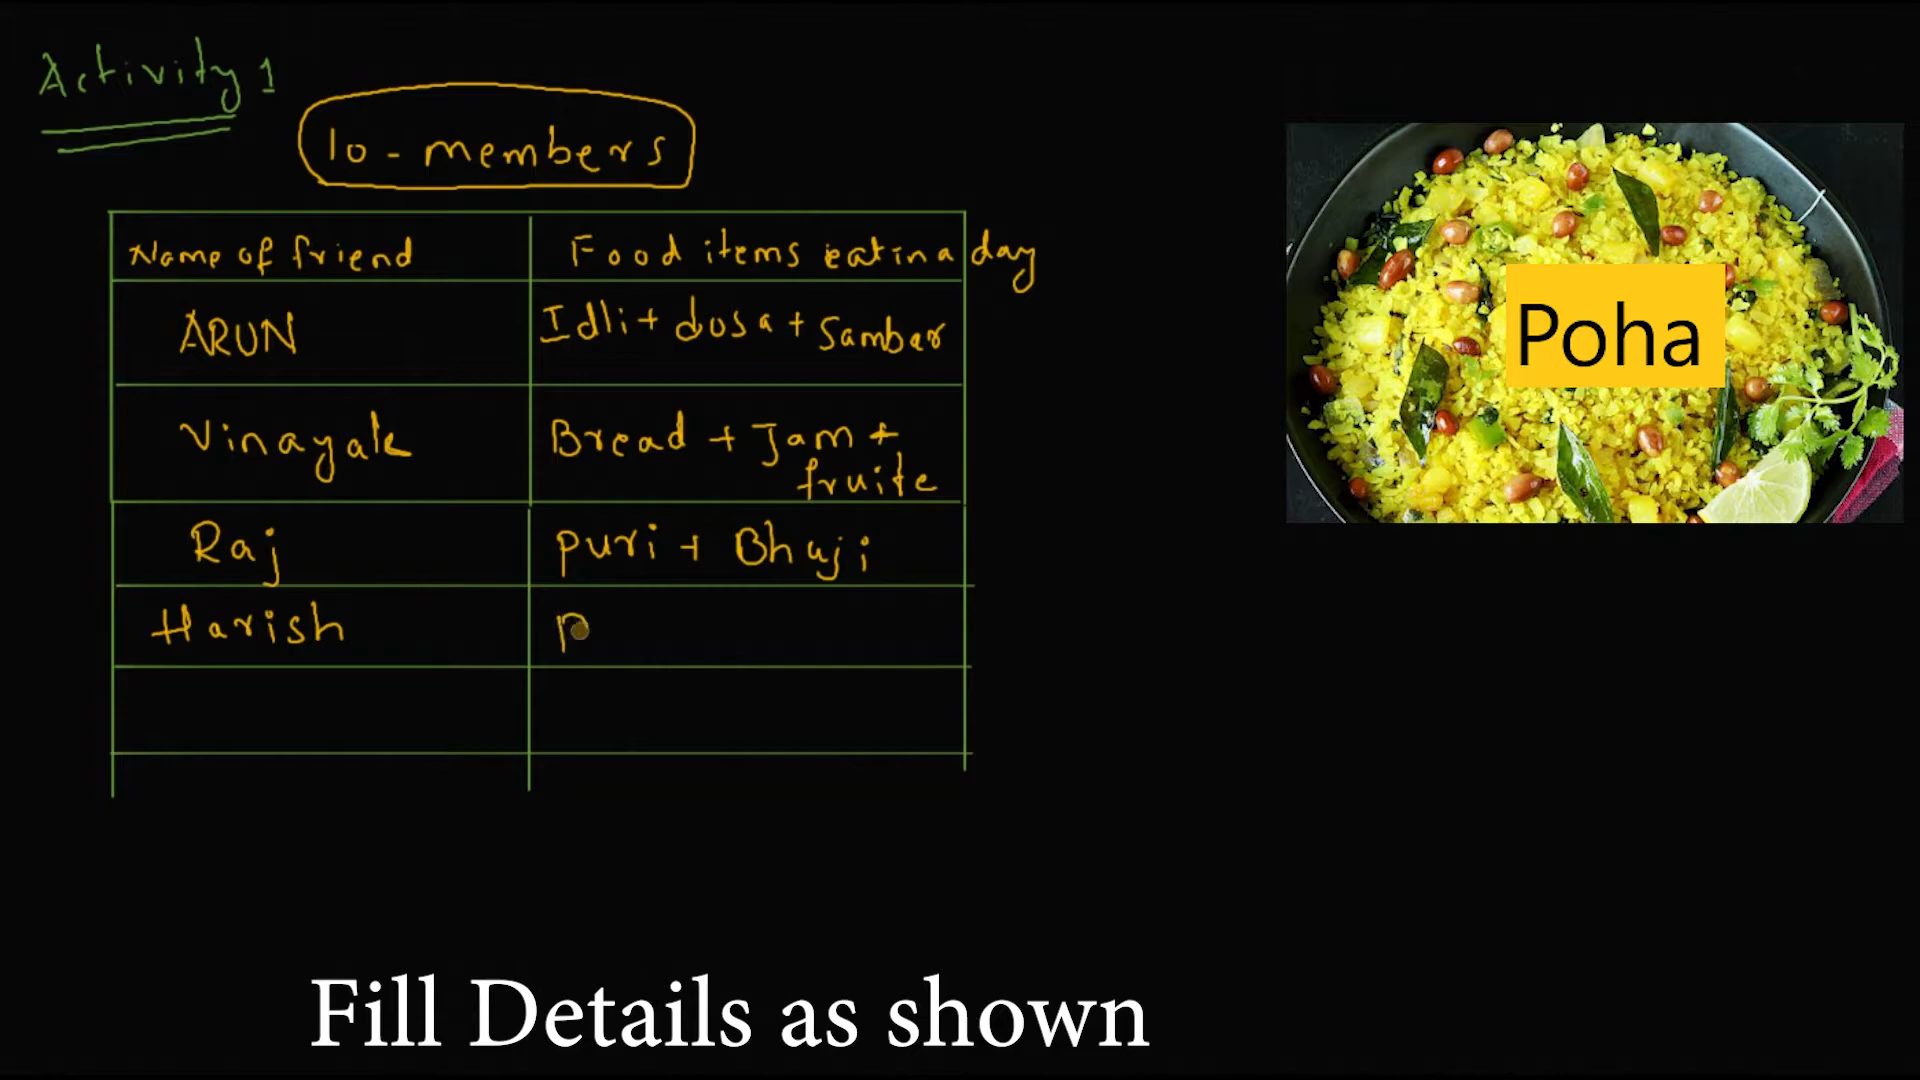 Activity 1
10 - members
Name of friend
Food items eat in a day
ARUN
Idli + dosa + Sambar
Vinayak
Bread + Jam +
fruite
Raj
puri + Bhaji
Harish
P
Poha
Fill Details as shown